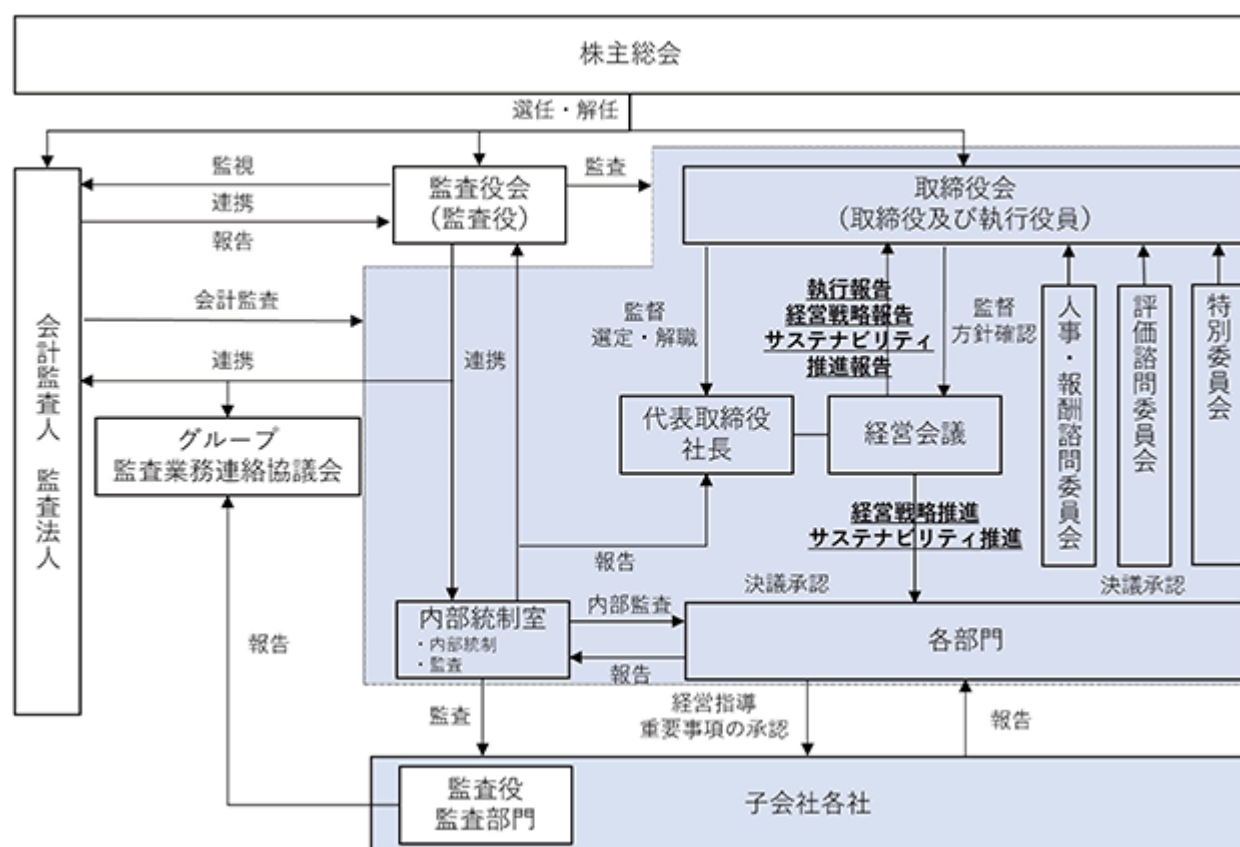 株主総会
選任・解任
監視
連携
報告
監査役会
（監査役）
監査
取締役会
（取締役及び執行役員）
会計監査
連携
会計監査人　監査法人
グループ
監査業務連絡協議会
連携
監督
選定・解職
執行報告
経営戦略報告
サステナビリティ
推進報告
監督
方針確認
人事・報酬諮問委員会
評価諮問委員会
特別委員会
代表取締役
社長
経営会議
経営戦略推進
サステナビリティ推進
報告
決議承認
決議承認
内部統制室
・内部統制
・監査
内部監査
報告
各部門
報告
監査
経営指導
重要事項の承認
報告
監査役
監査部門
子会社各社